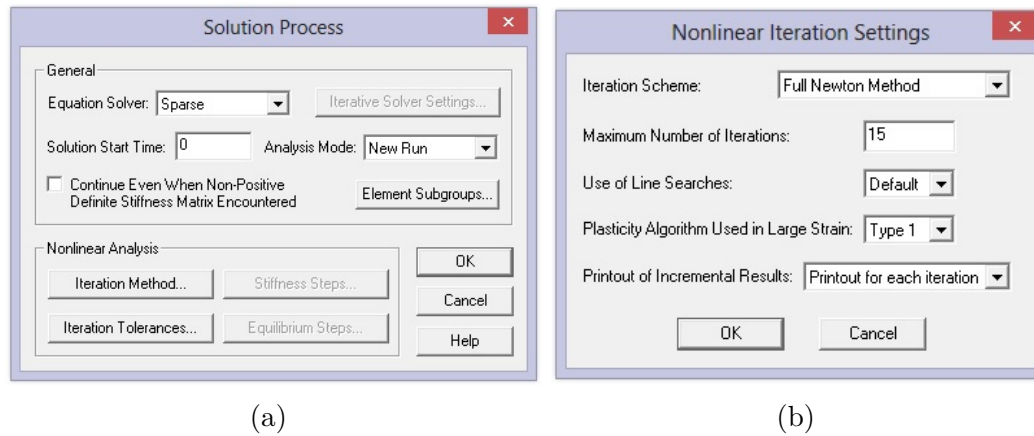 Solution Process
×
General
Equation Solver: Sparse
Iterative Solver Settings...
Solution Start Time: 0
Analysis Mode: New Run
Continue Even When Non-Positive
Definite Stiffness Matrix Encountered
Element Subgroups...
Nonlinear Analysis
Iteration Method...
Stiffness Steps...
Iteration Tolerances...
Equilibrium Steps...
OK
Cancel
Help
(a)
Nonlinear Iteration Settings
×
Iteration Scheme: Full Newton Method
Maximum Number of Iterations: 15
Use of Line Searches: Default
Plasticity Algorithm Used in Large Strain: Type 1
Printout of Incremental Results: Printout for each iteration
OK
Cancel
(b)